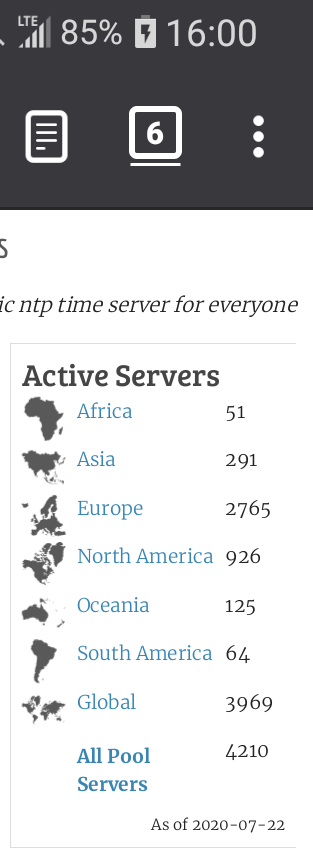 LTE 85% 16:00
6
s
ic ntp time server for everyone
Active Servers
Africa 51
Asia 291
Europe 2765
North America 926
Oceania 125
South America 64
Global 3969
All Pool 4210
Servers
As of 2020-07-22